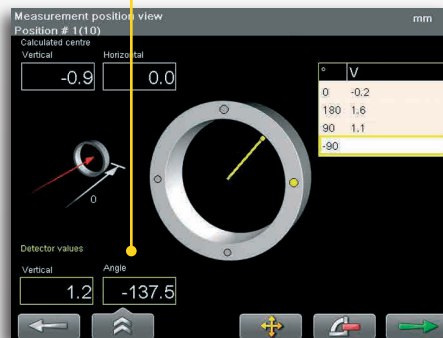 Measurement position view mm
Position # 1(10)
Calculated centre
Vertical Horizontal
-0.9 0.0
° V
0 -0.2
180 1.6
90 1.1
-90
0
Detector values
Vertical Angle
1.2 -137.5